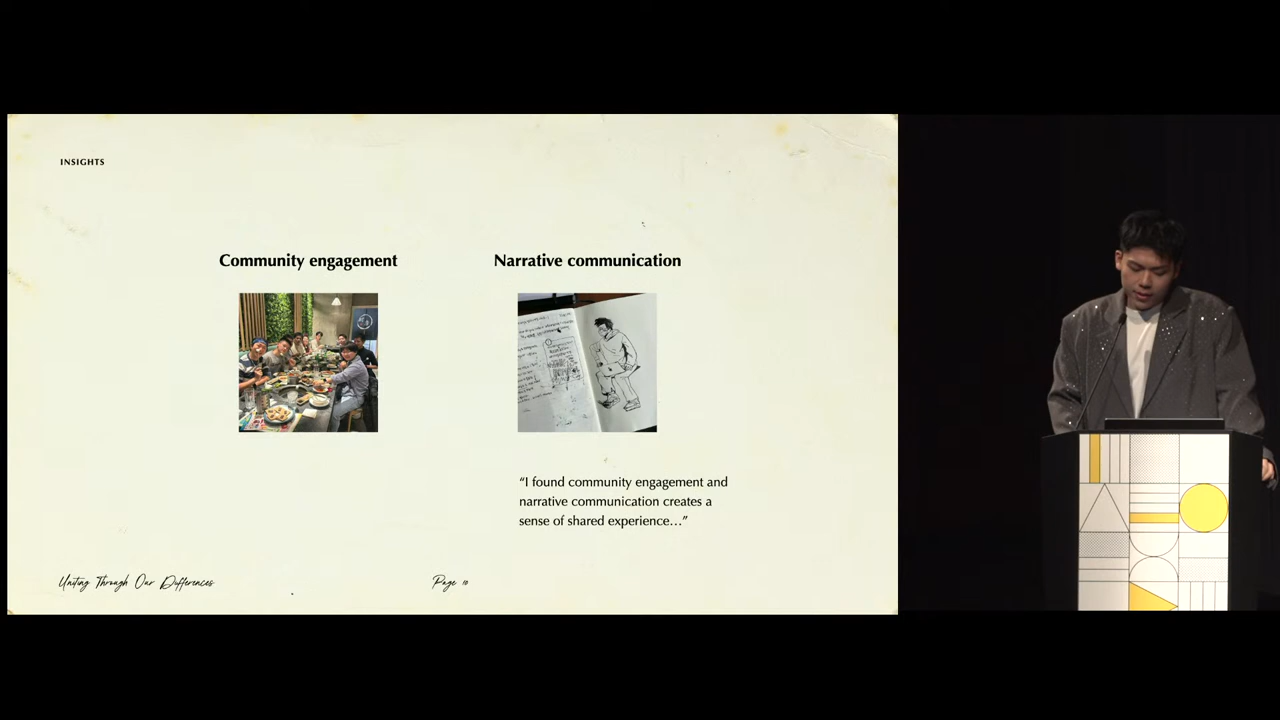 INSIGHTS
Community engagement
Narrative communication
“I found community engagement and
narrative communication creates a
sense of shared experience…”
Uniting Through Our Differences
Page 10